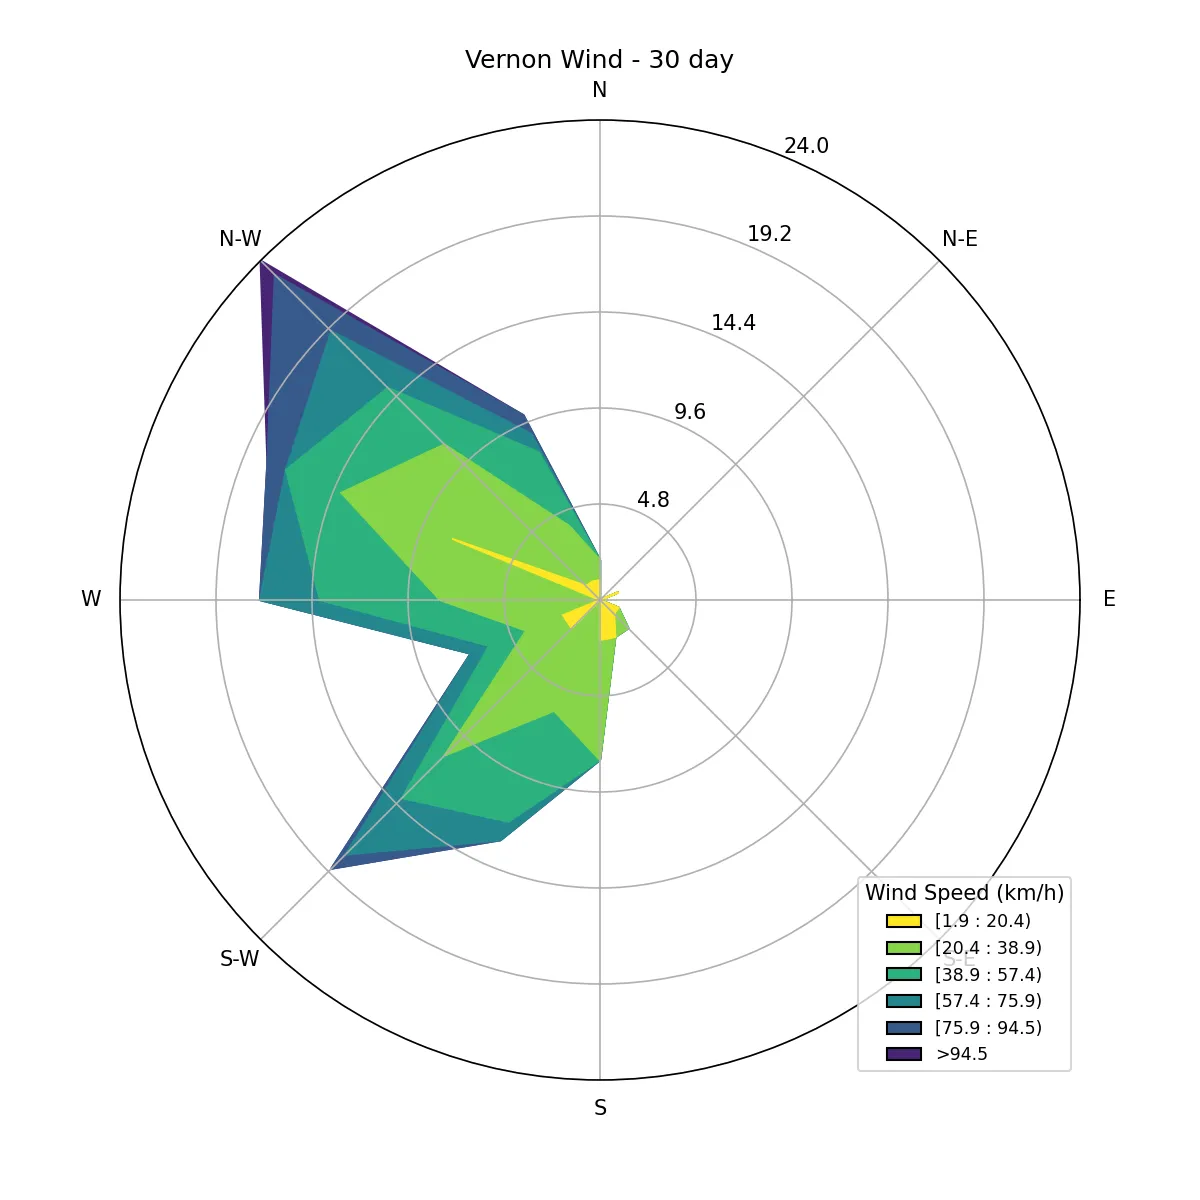 Vernon Wind - 30 day
N
24.0
19.2
N-W
N-E
14.4
9.6
4.8
W
E
S-W
S-E
Wind Speed (km/h)
[1.9 : 20.4)
[20.4 : 38.9)
[38.9 : 57.4)
[57.4 : 75.9)
[75.9 : 94.5)
>94.5
S